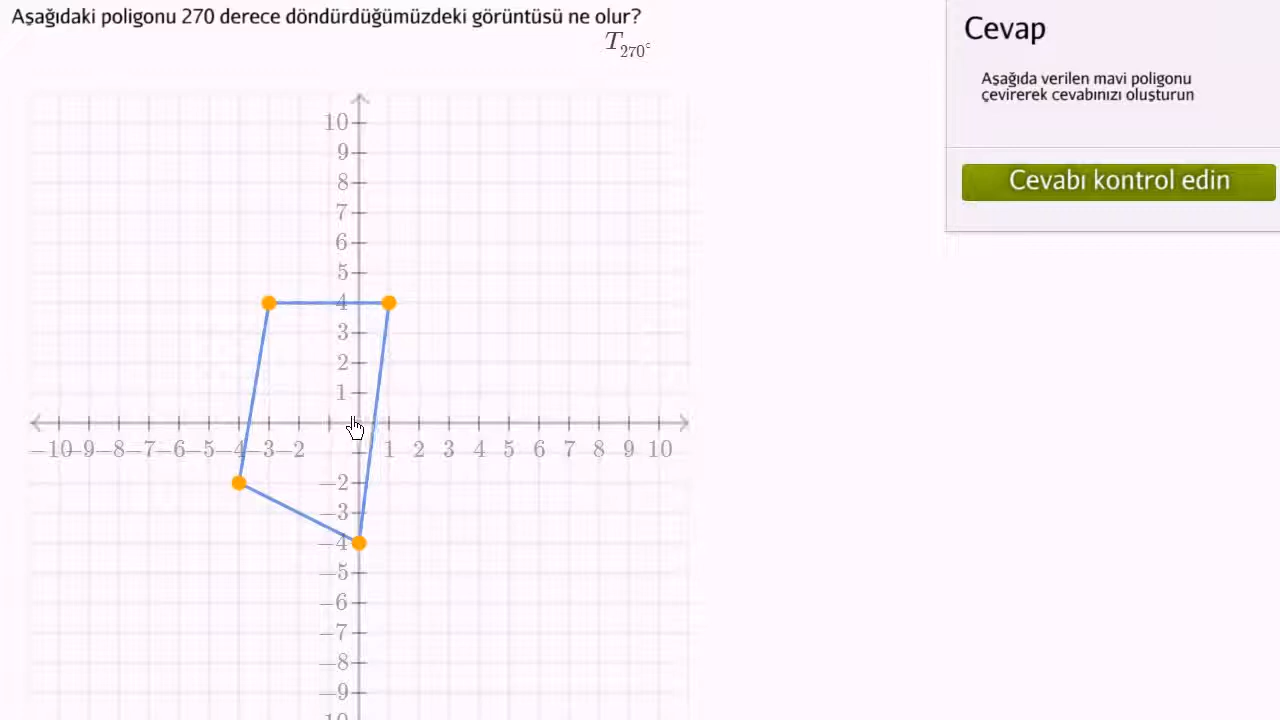 Aşağıdaki poligonu 270 derece döndürdüğümüzdeki görüntüsü ne olur?
T270°
Cevap
Aşağıda verilen mavi poligonu
çevirerek cevabınızı oluşturun
Cevabı kontrol edin
10
9
8
7
6
5
4
3
2
1
−10 −9 −8 −7 −6 −5 −4 −3 −2 1 2 3 4 5 6 7 8 9 10
−2
−3
−4
−5
−6
−7
−8
−9